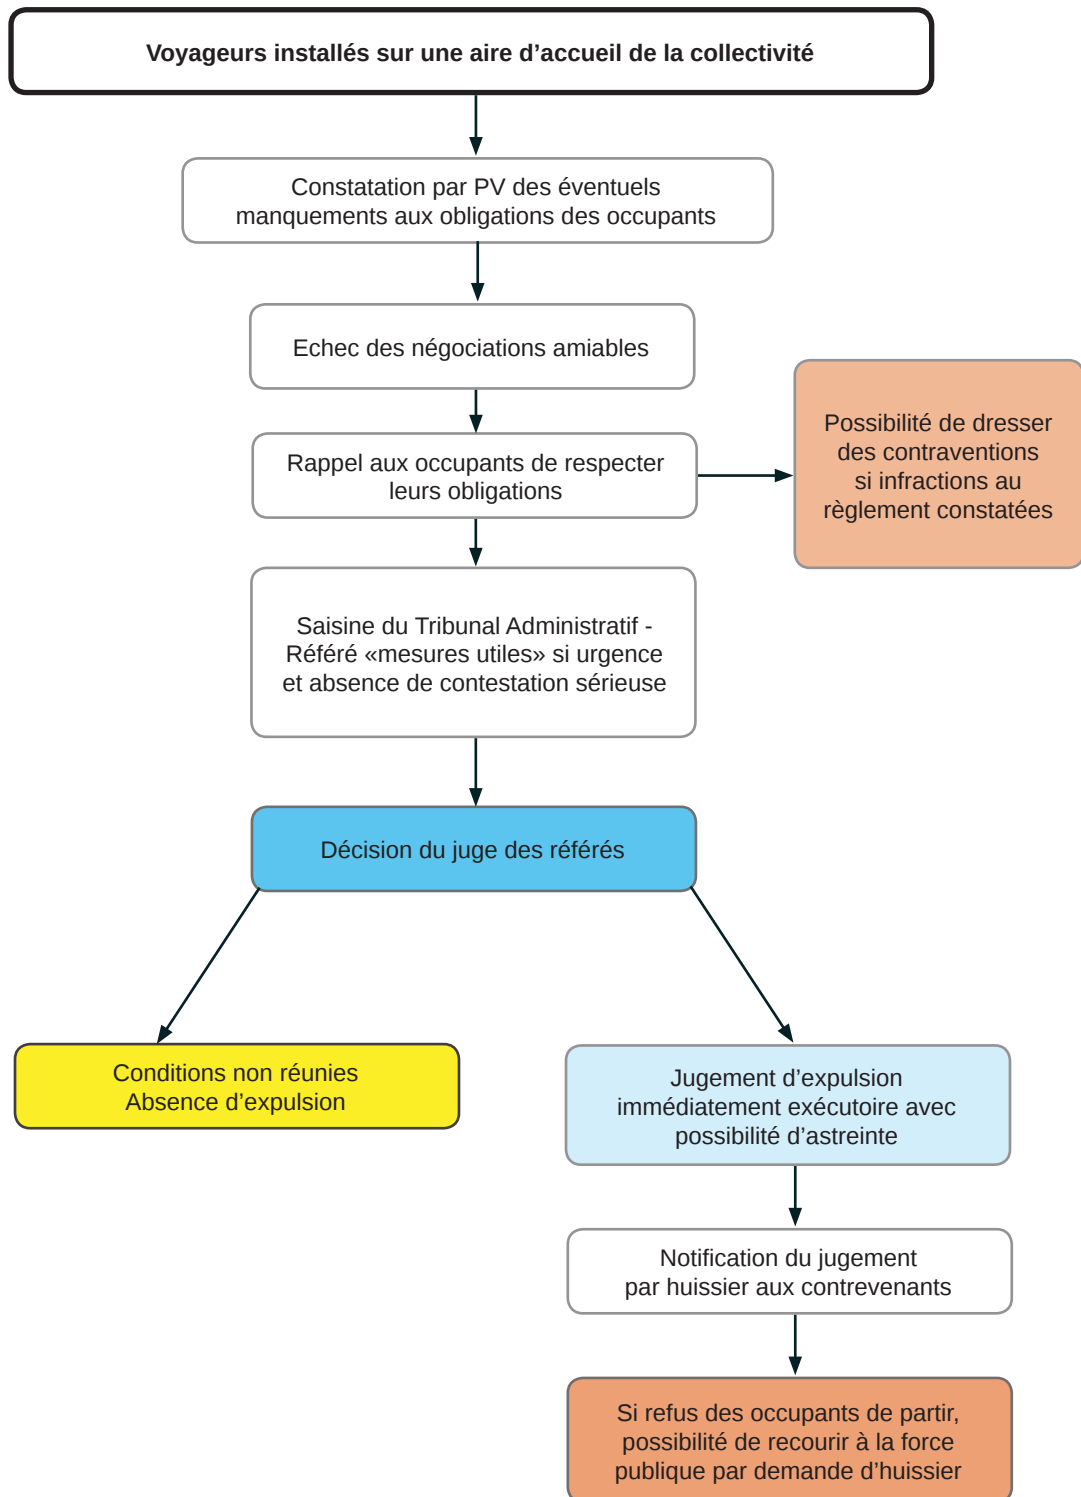 Voyageurs installés sur une aire d’accueil de la collectivité
Constatation par PV des éventuels
manquements aux obligations des occupants
Echec des négociations amiables
Rappel aux occupants de respecter
leurs obligations
Possibilité de dresser
des contraventions
si infractions au
règlement constatées
Saisine du Tribunal Administratif -
Référé «mesures utiles» si urgence
et absence de contestation sérieuse
Décision du juge des référés
Conditions non réunies
Absence d’expulsion
Jugement d’expulsion
immédiatement exécutoire avec
possibilité d’astreinte
Notification du jugement
par huissier aux contrevenants
Si refus des occupants de partir,
possibilité de recourir à la force
publique par demande d’huissier